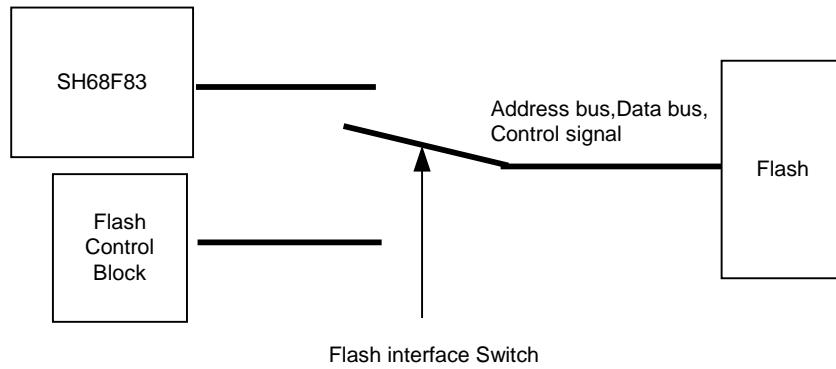 SH68F83
Address bus,Data bus,
Control signal
Flash
Flash
Control
Block
Flash interface Switch